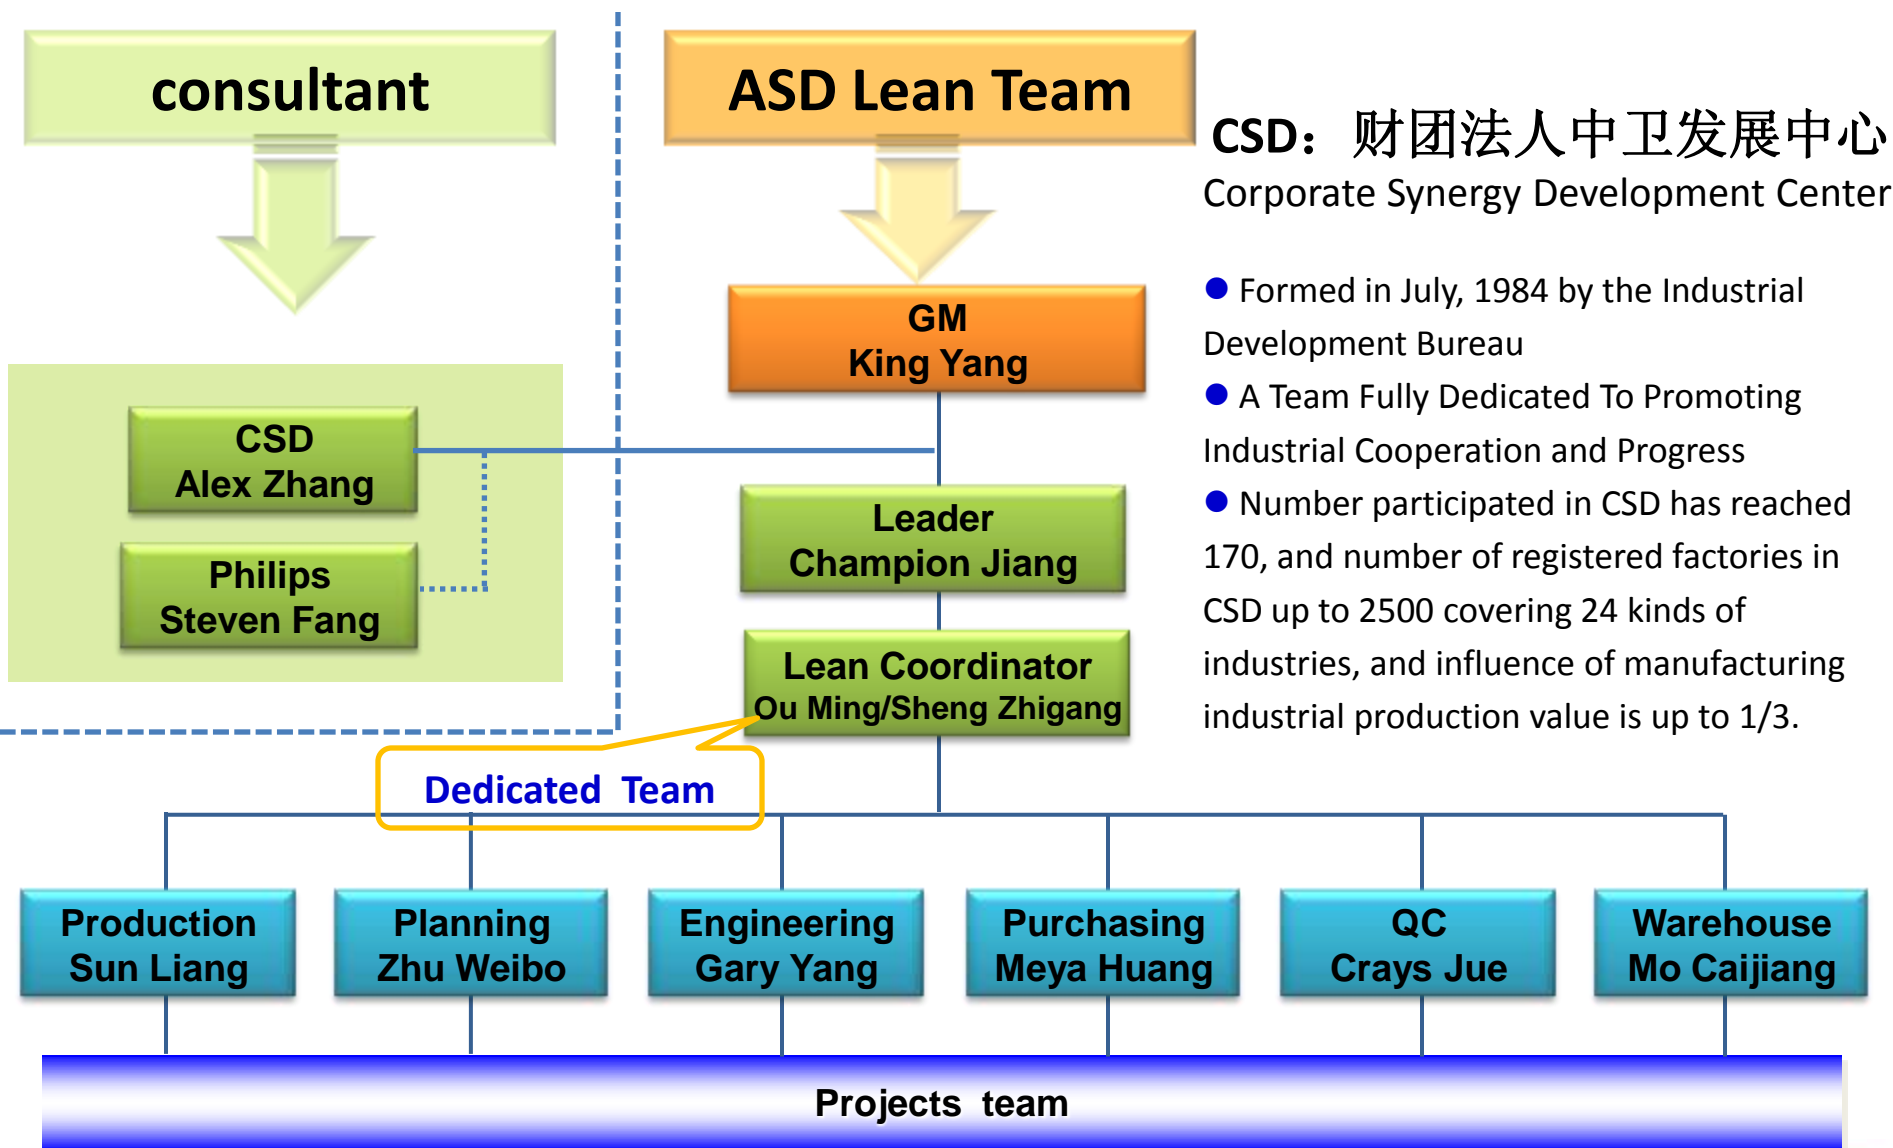 consultant
ASD Lean Team
CSD：财团法人中卫发展中心
Corporate Synergy Development Center
● Formed in July, 1984 by the Industrial
Development Bureau
● A Team Fully Dedicated To Promoting
Industrial Cooperation and Progress
● Number participated in CSD has reached
170, and number of registered factories in
CSD up to 2500 covering 24 kinds of
industries, and influence of manufacturing
industrial production value is up to 1/3.
GM
King Yang
CSD
Alex Zhang
Philips
Steven Fang
Leader
Champion Jiang
Lean Coordinator
Ou Ming/Sheng Zhigang
Dedicated Team
Production
Sun Liang
Planning
Zhu Weibo
Engineering
Gary Yang
Purchasing
Meya Huang
QC
Crays Jue
Warehouse
Mo Caijiang
Projects team